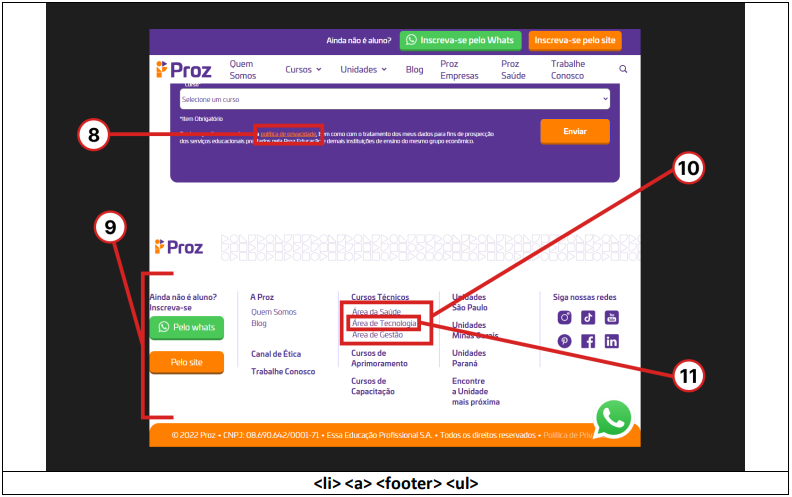 Ainda não é aluno?
Inscreva-se pelo Whats
Inscreva-se pelo site
Proz
Quem
Somos
Cursos
Unidades
Blog
Proz
Empresas
Proz
Saúde
Trabalhe
Conosco
Curso
Selecione um curso
*Item Obrigatório
8
política de privacidade, bem como com o tratamento dos meus dados para fins de prospecção
dos serviços educacionais pela Proz Educação e demais instituições de ensino do mesmo grupo econômico.
Enviar
10
9
Proz
Ainda não é aluno?
Inscreva-se
Pelo whats
Pelo site
A Proz
Quem Somos
Blog
Canal de Ética
Trabalhe Conosco
Cursos Técnicos
Área da Saúde
Área de Tecnologia
Área de Gestão
Cursos de
Aprimoramento
Cursos de
Capacitação
Unidades
São Paulo
Unidades
Minas Gerais
Unidades
Paraná
Encontre
a Unidade
mais próxima
Siga nossas redes
11
© 2022 Proz • CNPJ: 08.690.642/0001-71 • Essa Educação Profissional S.A. • Todos os direitos reservados • Política de
<li> <a> <footer> <ul>